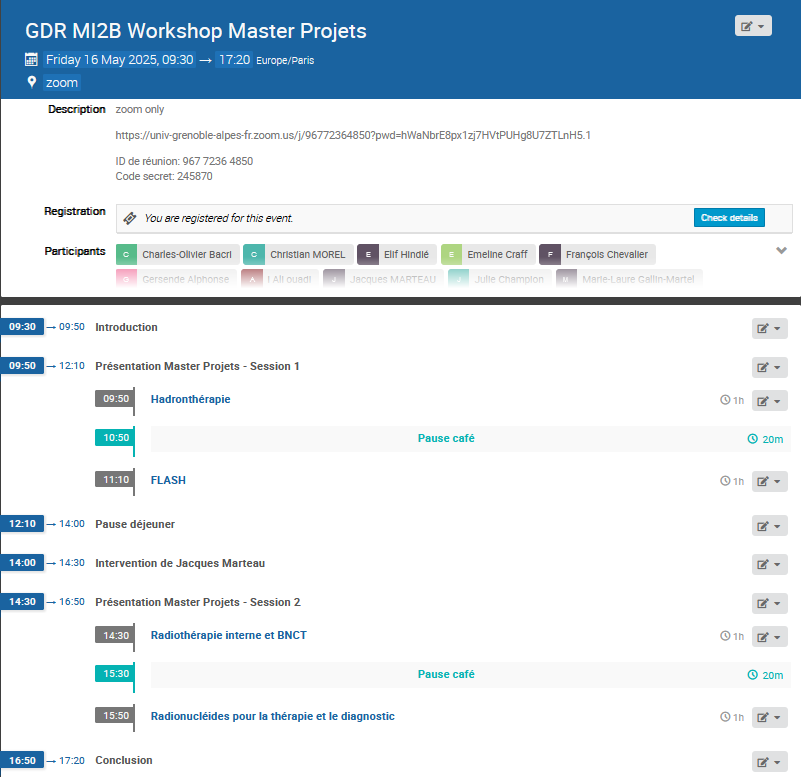 GDR MI2B Workshop Master Projets
Friday 16 May 2025, 09:30 → 17:20 Europe/Paris
zoom
Description zoom only
https://univ-grenoble-alpes-fr.zoom.us/j/96772364850?pwd=hWaNbrE8px1zj7HVtPUHg8U7ZTLnH5.1
ID de réunion: 967 7236 4850
Code secret: 245870
Registration You are registered for this event. Check details
Participants C Charles-Olivier Bacri C Christian MOREL E Elif Hindié E Emeline Craff F François Chevalier
G Gersende Alphonse A I Ali ouadi J Jacques MARTEAU J Julie Champion M Marie-Laure Gallin-Martel
09:30 → 09:50 Introduction
09:50 → 12:10 Présentation Master Projets - Session 1
09:50 Hadronthérapie 1h
10:50 Pause café 20m
11:10 FLASH 1h
12:10 → 14:00 Pause déjeuner
14:00 → 14:30 Intervention de Jacques Marteau
14:30 → 16:50 Présentation Master Projets - Session 2
14:30 Radiothérapie interne et BNCT 1h
15:30 Pause café 20m
15:50 Radionucléides pour la thérapie et le diagnostic 1h
16:50 → 17:20 Conclusion